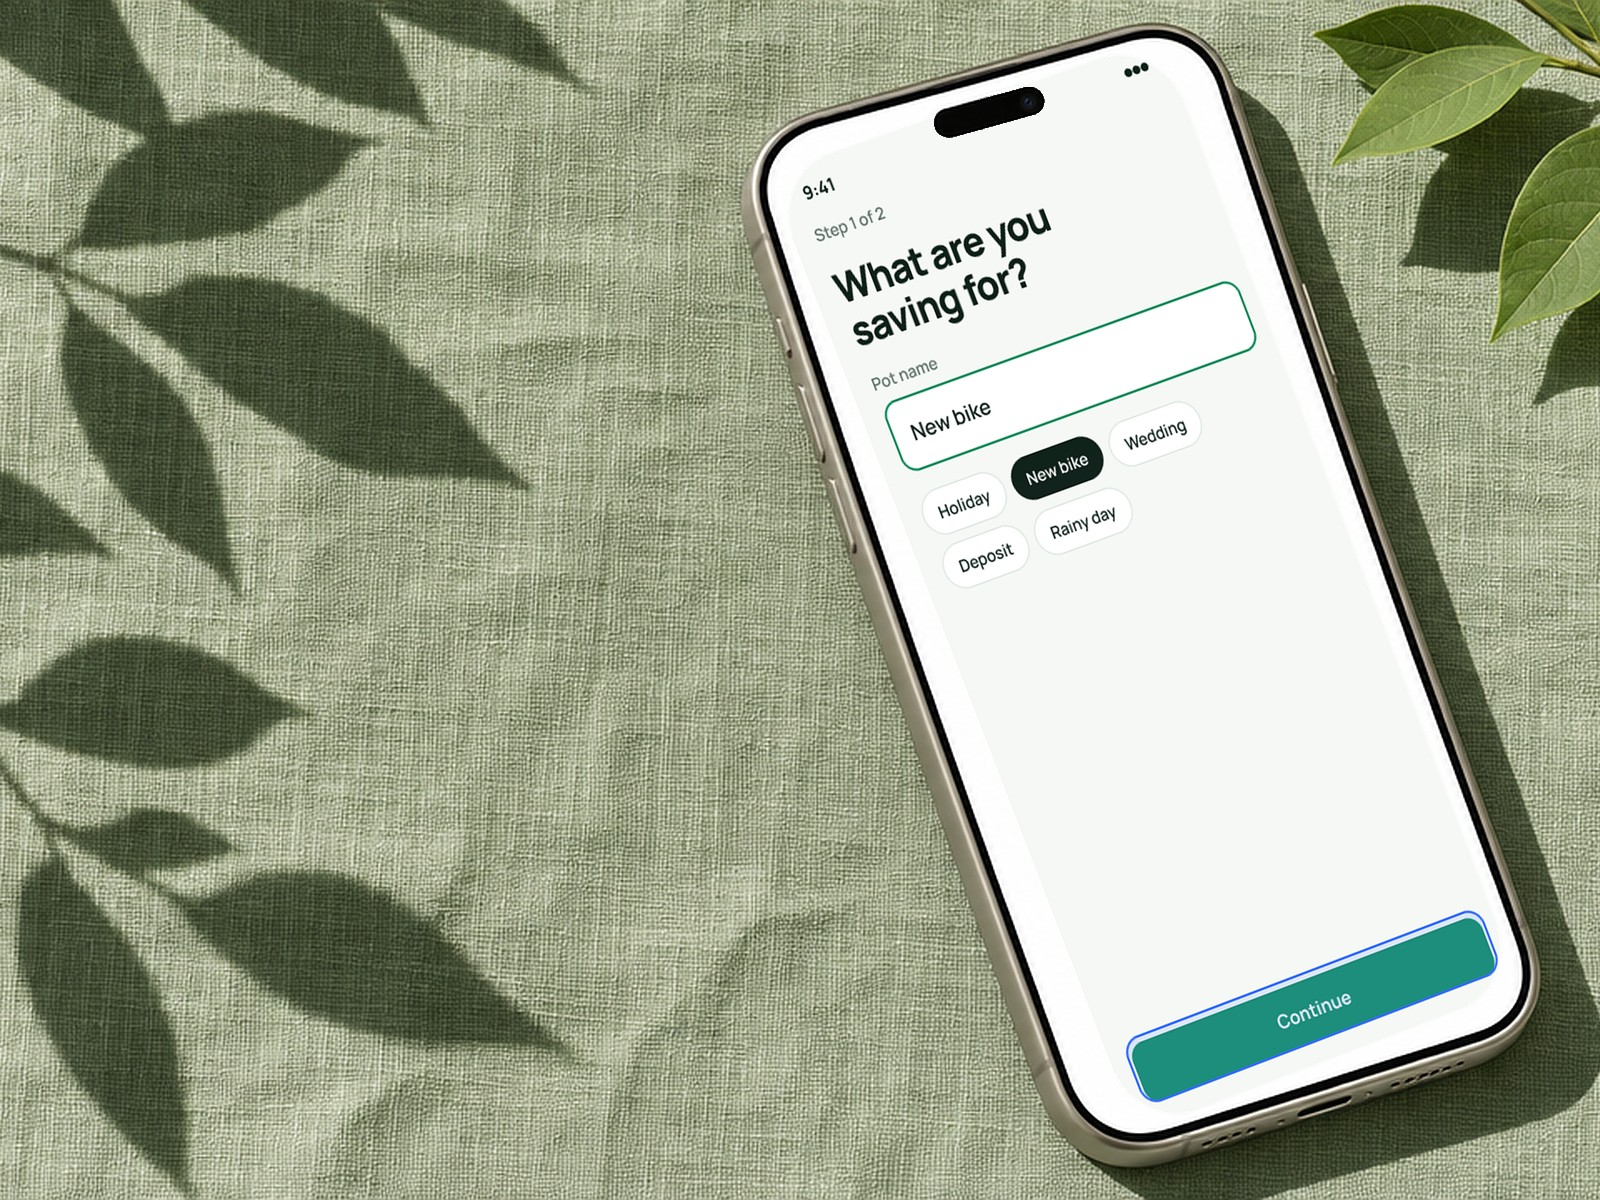 9:41
Step 1 of 2
What are you
saving for?
Pot name
New bike
Holiday
New bike
Wedding
Deposit
Rainy day
Continue